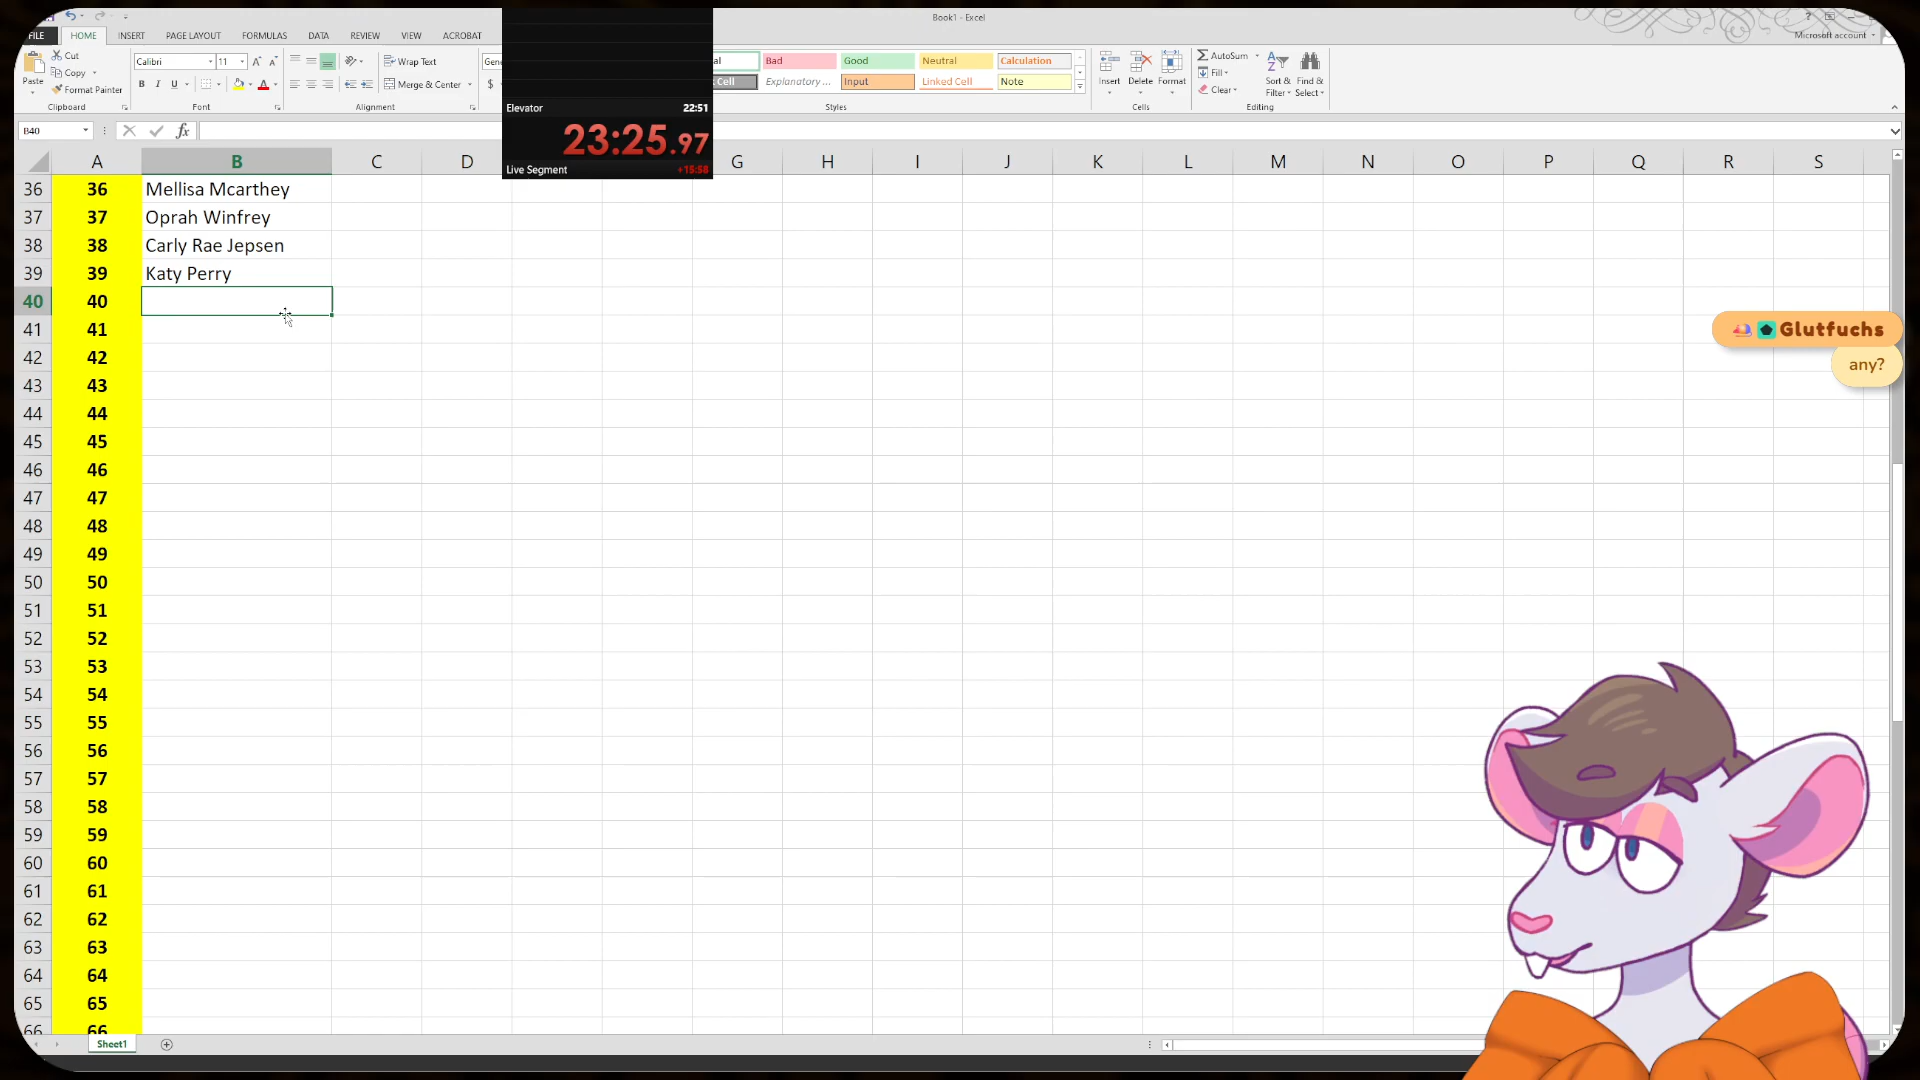 Book1 - Excel
FILE HOME INSERT PAGE LAYOUT FORMULAS DATA REVIEW VIEW ACROBAT
Microsoft account
Paste
Cut
Copy
Format Painter
Clipboard
Calibri 11
B I U
Font
Wrap Text
Merge & Center
Alignment
$
Elevator 22:51
23:25.97
Live Segment +15:58
Bad Good Neutral Calculation
Explanatory ... Input Linked Cell Note
Styles
Insert Delete Format
Cells
AutoSum
Fill
Clear
Sort & Filter
Find & Select
Editing
B40
fx
A B C D G H I J K L M N O P Q R S
36 36 Mellisa Mcarthey
37 37 Oprah Winfrey
38 38 Carly Rae Jepsen
39 39 Katy Perry
40 40
41 41
42 42
43 43
44 44
45 45
46 46
47 47
48 48
49 49
50 50
51 51
52 52
53 53
54 54
55 55
56 56
57 57
58 58
59 59
60 60
61 61
62 62
63 63
64 64
65 65
66 66
Glutfuchs
any?
Sheet1